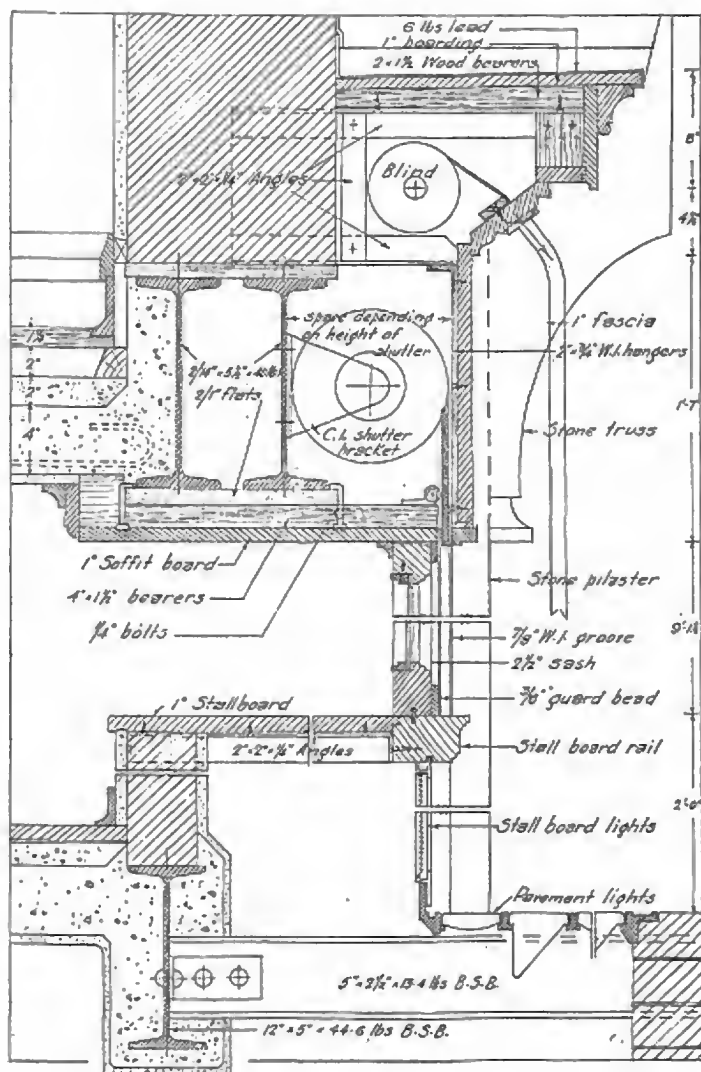 6 lbs lead
1" boarding
2" × 1½ Wood bearers
8"
Blind
2" × 2" × ¼" Angles
4½
1" fascia
space depending
on height of
shutter
W.I. hangers
2/1" flats
C.I. shutter
bracket
Stone truss
1'-7"
2"
2"
4"
1" Soffit board
4" × 1½" bearers
¼" bolts
Stone pilaster
7/8" W.I. groove
2½" sash
3/8" guard bead
1" Stallboard
Angles
Stall board rail
2'-0"
Stall board lights
Pavement lights
5" × 2½" × 13.4 lbs B.S.B.
12" × 5" × 44.6 lbs B.S.B.